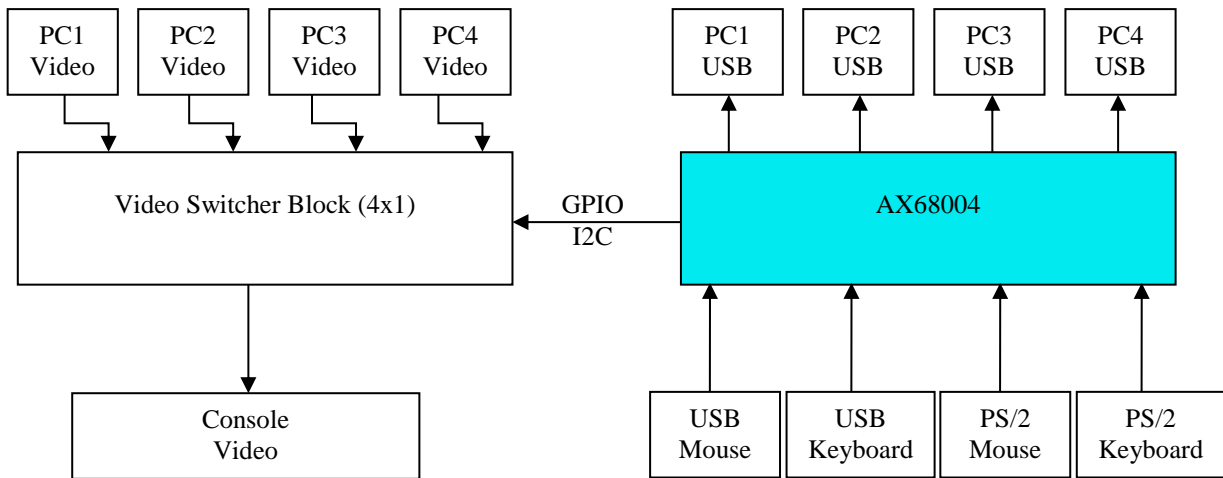 PC1
Video
PC2
Video
PC3
Video
PC4
Video
PC1
USB
PC2
USB
PC3
USB
PC4
USB
Video Switcher Block (4x1)
GPIO
I2C
AX68004
Console
Video
USB
Mouse
USB
Keyboard
PS/2
Mouse
PS/2
Keyboard